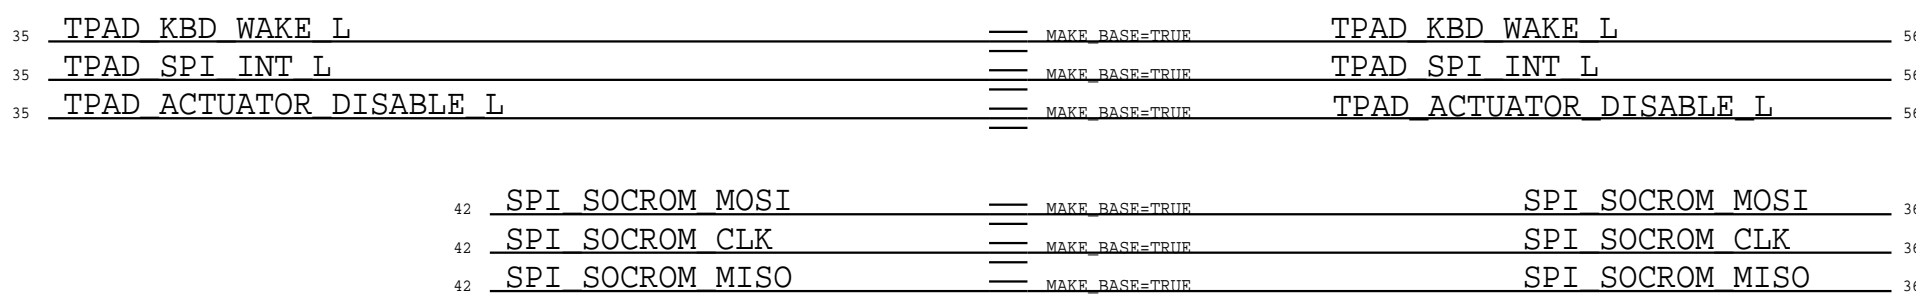 35 TPAD_KBD_WAKE_L MAKE_BASE=TRUE TPAD_KBD_WAKE_L
35 TPAD_SPI_INT_L MAKE_BASE=TRUE TPAD_SPI_INT_L
35 TPAD_ACTUATOR_DISABLE_L MAKE_BASE=TRUE TPAD_ACTUATOR_DISABLE_L
42 SPI_SOCROM_MOSI MAKE_BASE=TRUE SPI_SOCROM_MOSI
42 SPI_SOCROM_CLK MAKE_BASE=TRUE SPI_SOCROM_CLK
42 SPI_SOCROM_MISO MAKE_BASE=TRUE SPI_SOCROM_MISO